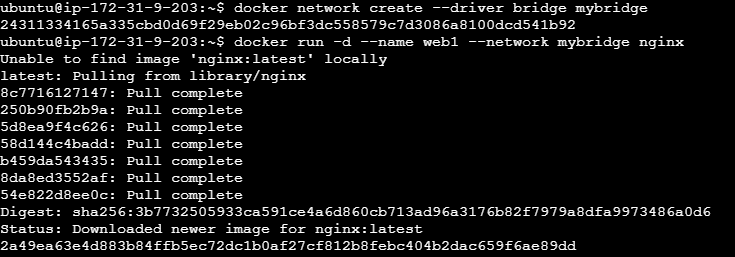 ubuntu@ip-172-31-9-203:~$ docker network create --driver bridge mybridge
24311334165a335cbd0d69f29eb02c96bf3dc558579c7d3086a8100dcd541b92
ubuntu@ip-172-31-9-203:~$ docker run -d --name web1 --network mybridge nginx
Unable to find image 'nginx:latest' locally
latest: Pulling from library/nginx
8c7716127147: Pull complete
250b90fb2b9a: Pull complete
5d8ea9f4c626: Pull complete
58d144c4badd: Pull complete
b459da543435: Pull complete
8da8ed3552af: Pull complete
54e822d8ee0c: Pull complete
Digest: sha256:3b7732505933ca591ce4a6d860cb713ad96a3176b82f7979a8dfa9973486a0d6
Status: Downloaded newer image for nginx:latest
2a49ea63e4d883b84ffb5ec72dc1b0af27cf812b8febc404b2dac659f6ae89dd